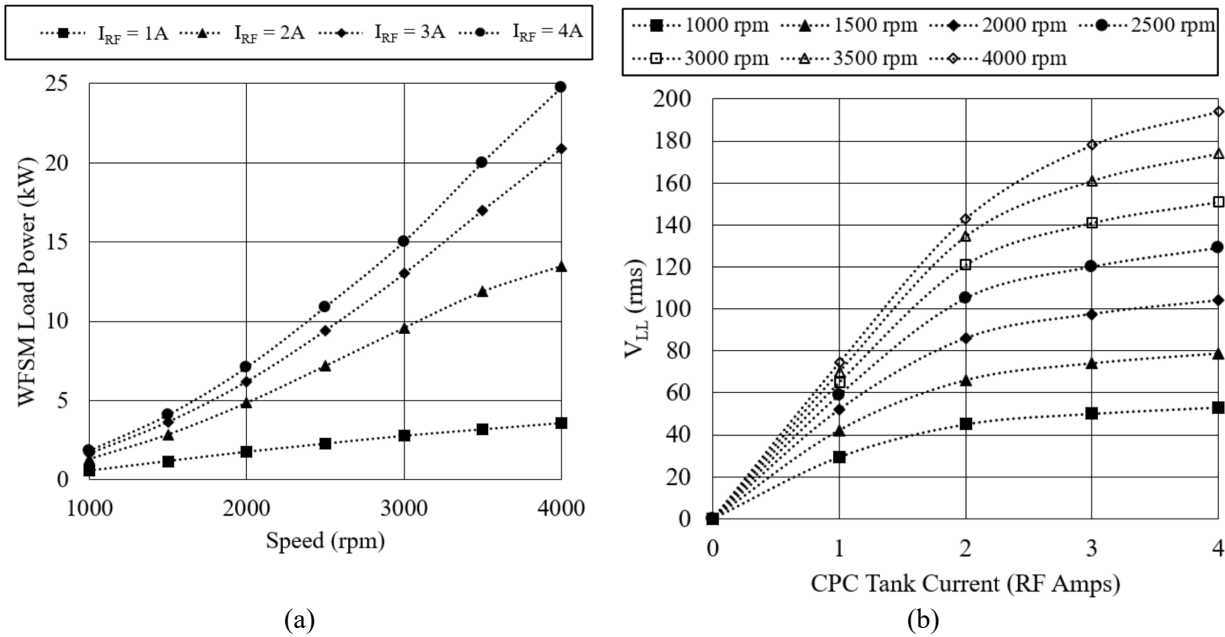 I_RF = 1A I_RF = 2A I_RF = 3A I_RF = 4A
25
20
15
10
5
0
WFSM Load Power (kW)
1000 2000 3000 4000
Speed (rpm)
(a)
1000 rpm 1500 rpm 2000 rpm 2500 rpm
3000 rpm 3500 rpm 4000 rpm
200
180
160
140
120
100
80
60
40
20
0
V_LL (rms)
0 1 2 3 4
CPC Tank Current (RF Amps)
(b)